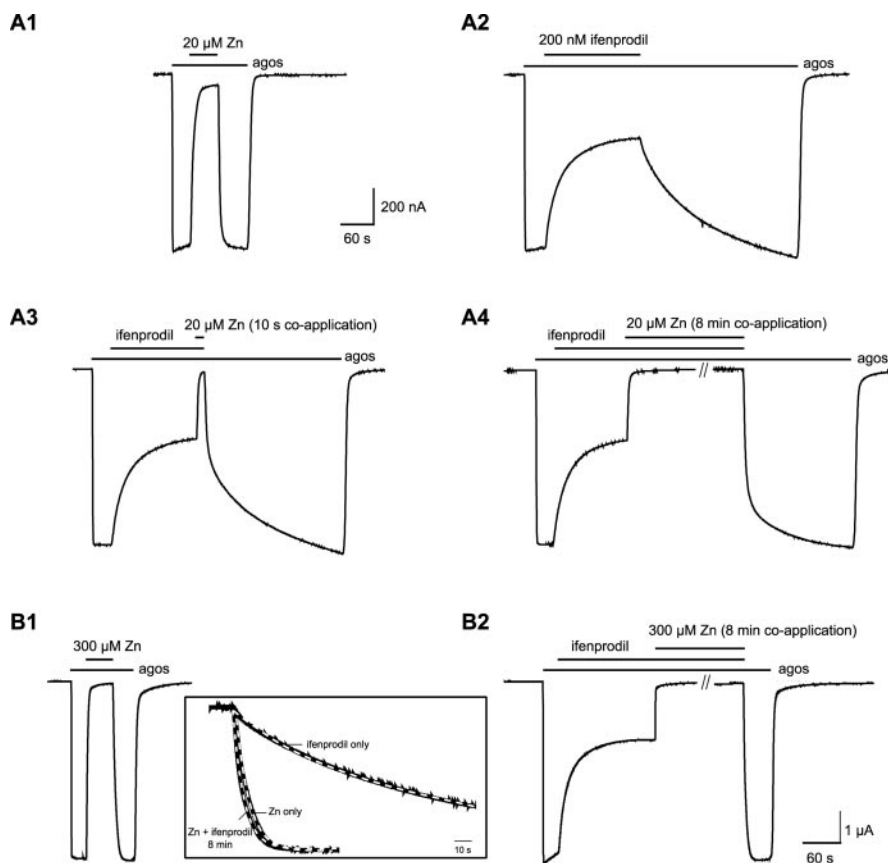 A1
20 µM Zn
agos
200 nA
60 s
A2
200 nM ifenprodil
agos
A3
20 µM Zn (10 s co-application)
ifenprodil
agos
A4
20 µM Zn (8 min co-application)
ifenprodil
agos
//
B1
300 µM Zn
agos
ifenprodil only
Zn only
Zn + ifenprodil
8 min
10 s
B2
300 µM Zn (8 min co-application)
ifenprodil
agos
//
1 µA
60 s